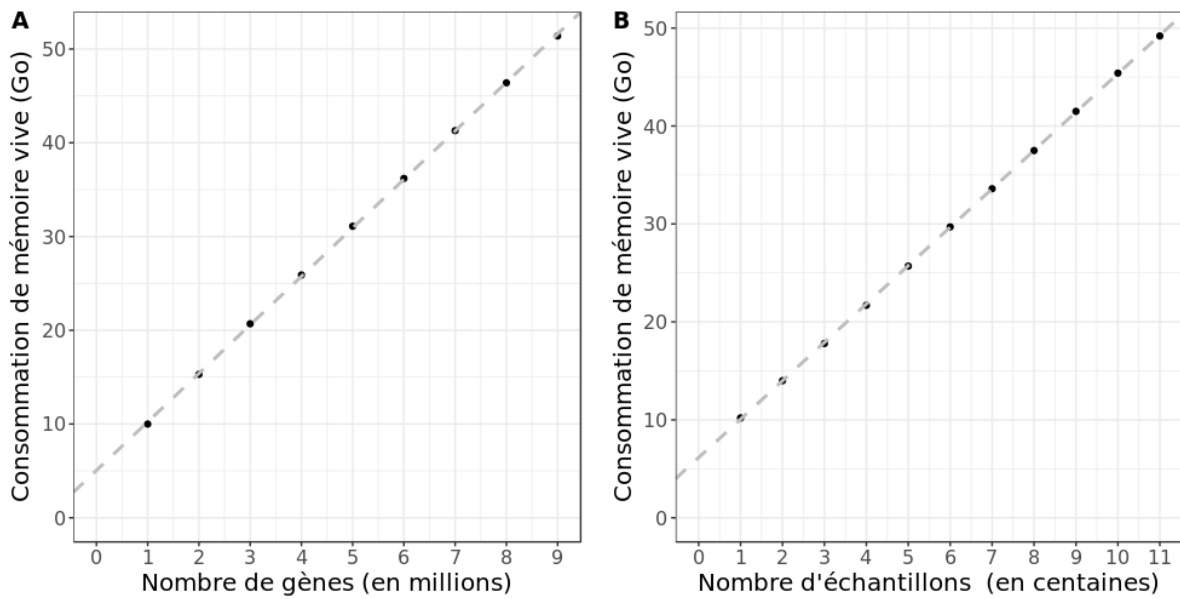 A
Consommation de mémoire vive (Go)
50
40
30
20
10
0
0 1 2 3 4 5 6 7 8 9
Nombre de gènes (en millions)
B
Consommation de mémoire vive (Go)
50
40
30
20
10
0
0 1 2 3 4 5 6 7 8 9 10 11
Nombre d'échantillons (en centaines)